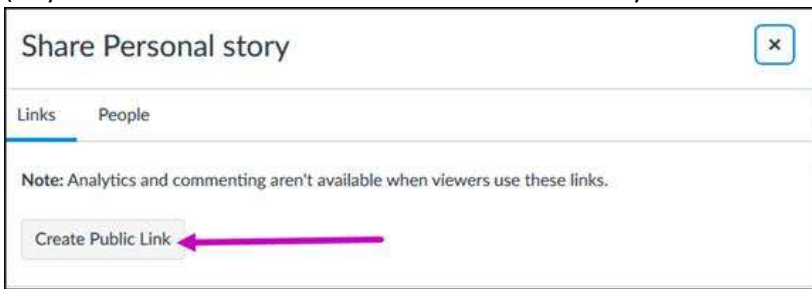 Share Personal story
×
Links People
Note: Analytics and commenting aren't available when viewers use these links.
Create Public Link